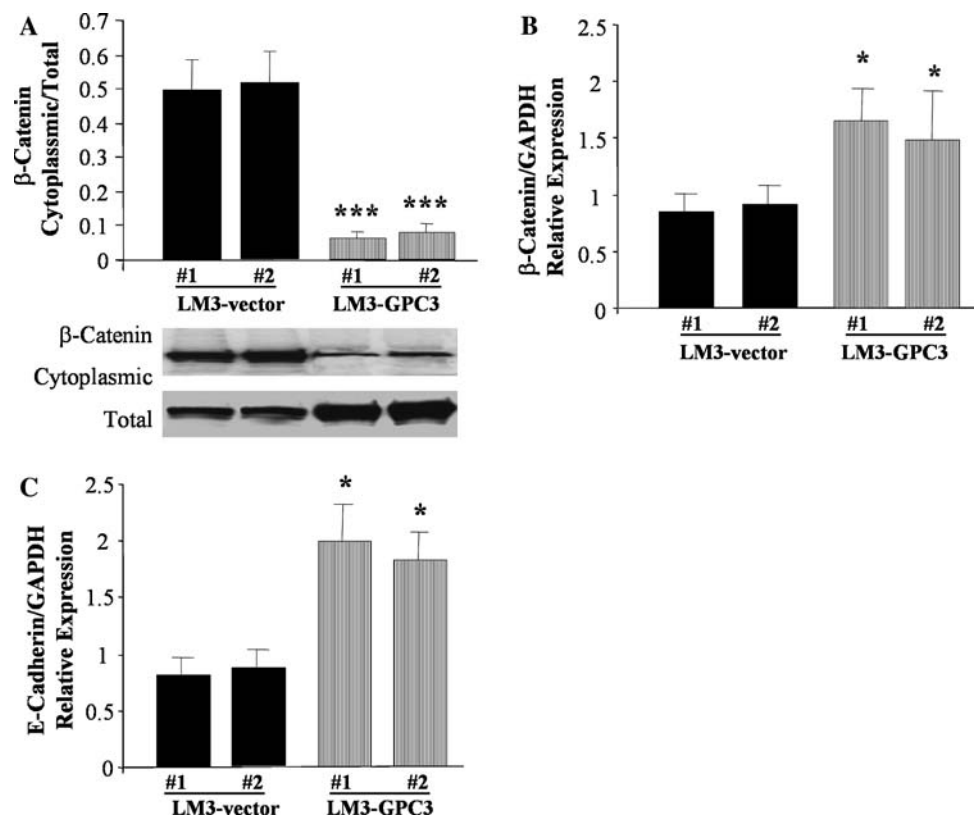 A
β-Catenin
Cytoplassmic/Total
0.7
0.6
0.5
0.4
0.3
0.2
0.1
0
*** ***
#1 #2 #1 #2
LM3-vector LM3-GPC3
β-Catenin
Cytoplasmic
Total
B
β-Catenin/GAPDH
Relative Expression
2.5
2
1.5
1
0.5
0
* *
#1 #2 #1 #2
LM3-vector LM3-GPC3
C
E-Cadherin/GAPDH
Relative Expression
2.5
2
1.5
1
0.5
0
* *
#1 #2 #1 #2
LM3-vector LM3-GPC3